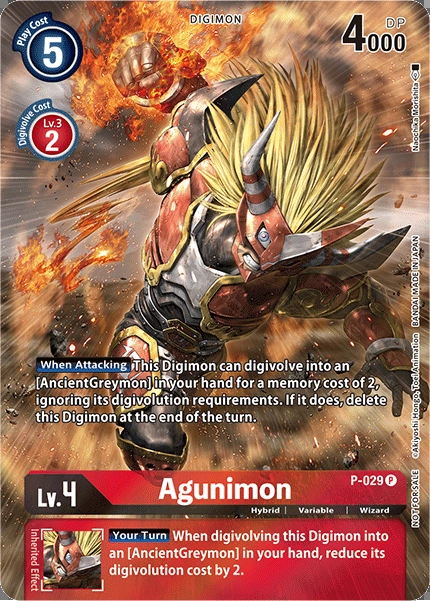 Play Cost
5
DIGIMON
DP
4000
Digivolve Cost
Lv.3
2
Naochika Morishita
When Attacking This Digimon can digivolve into an
[AncientGreymon] in your hand for a memory cost of 2,
ignoring its digivolution requirements. If it does, delete
this Digimon at the end of the turn.
©Akiyoshi Hongo, Toei Animation
BANDAI MADE IN JAPAN
NOT FOR SALE
Lv.4
Agunimon
P-029 P
Hybrid | Variable | Wizard
Inherited Effect
Your Turn When digivolving this Digimon into
an [AncientGreymon] in your hand, reduce its
digivolution cost by 2.